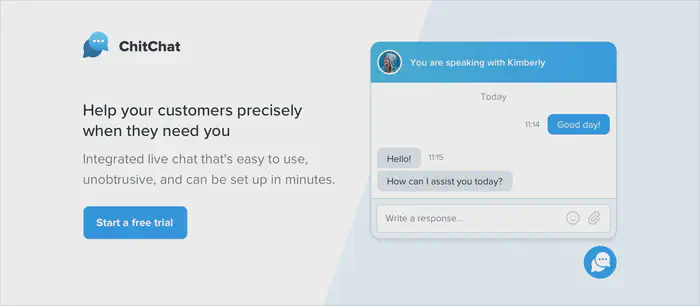 ChitChat
Help your customers precisely
when they need you
Integrated live chat that's easy to use,
unobtrusive, and can be set up in minutes.
Start a free trial
You are speaking with Kimberly
Today
11:14 Good day!
Hello! 11:15
How can I assist you today?
Write a response...